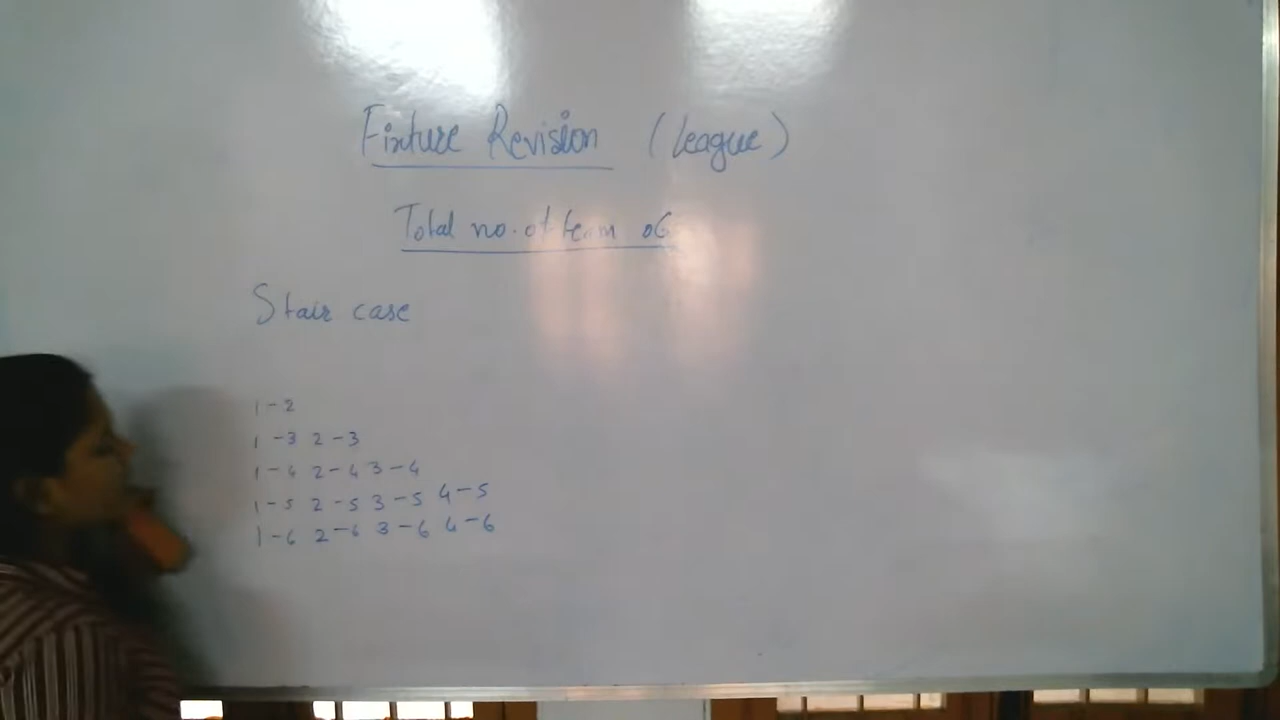 Fixture Revision (league)
Total no. of team 06
Stair case
1-2
1-3 2-3
1-4 2-4 3-4
1-5 2-5 3-5 4-5
1-6 2-6 3-6 4-6